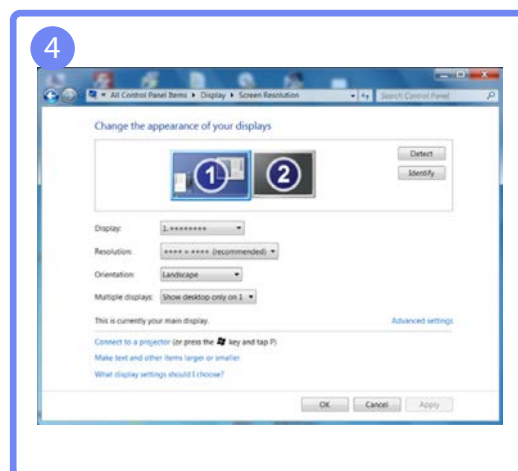 4
All Control Panel Items ▸ Display ▸ Screen Resolution
Search Control Panel
Change the appearance of your displays
1 2
Detect
Identify
Display: 1. ********
Resolution: **** × **** (recommended)
Orientation: Landscape
Multiple displays: Show desktop only on 1
This is currently your main display.
Advanced settings
Connect to a projector (or press the key and tap P)
Make text and other items larger or smaller
What display settings should I choose?
OK Cancel Apply